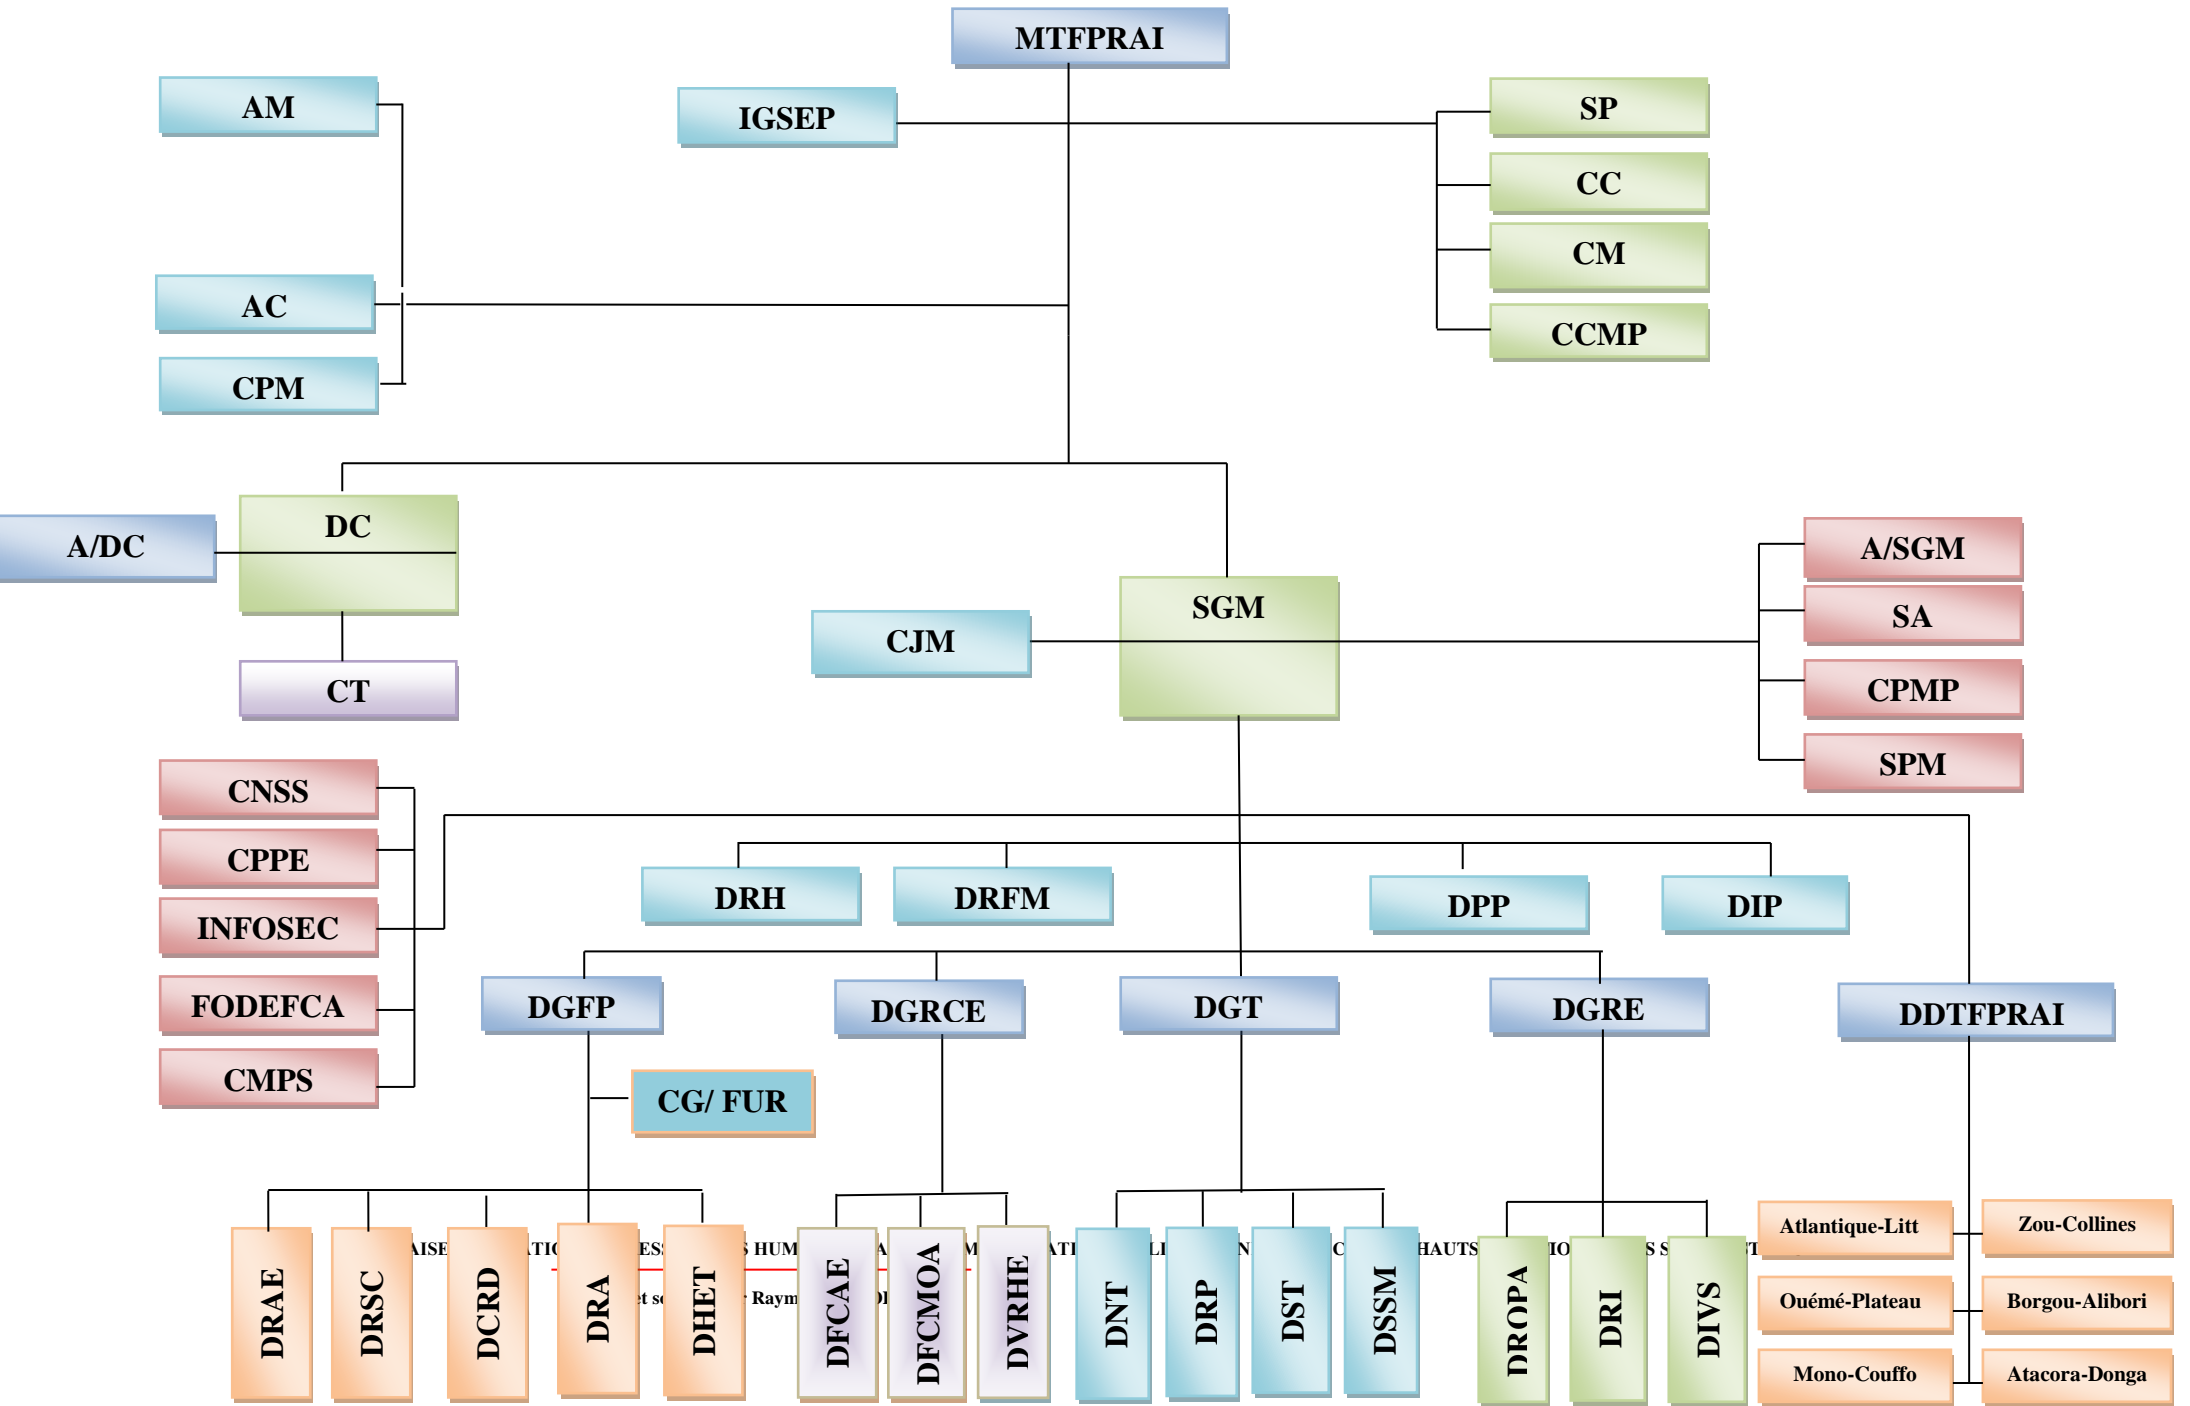 MTFPRAI
AM
IGSEP
SP
CC
CM
AC
CCMP
CPM
DC
A/DC
A/SGM
SGM
SA
CJM
CT
CPMP
SPM
CNSS
CPPE
INFOSEC
FODEFCA
CMPS
DRH
DRFM
DPP
DIP
DGFP
DGRCE
DGT
DGRE
DDTFPRAI
CG/ FUR
DRAE
DRSC
DCRD
DRA
DHET
DFCAE
DFCMOA
DVRHE
DNT
DRP
DST
DSSM
DROPA
DRI
DIVS
Atlantique-Litt
Zou-Collines
Ouémé-Plateau
Borgou-Alibori
Mono-Couffo
Atacora-Donga